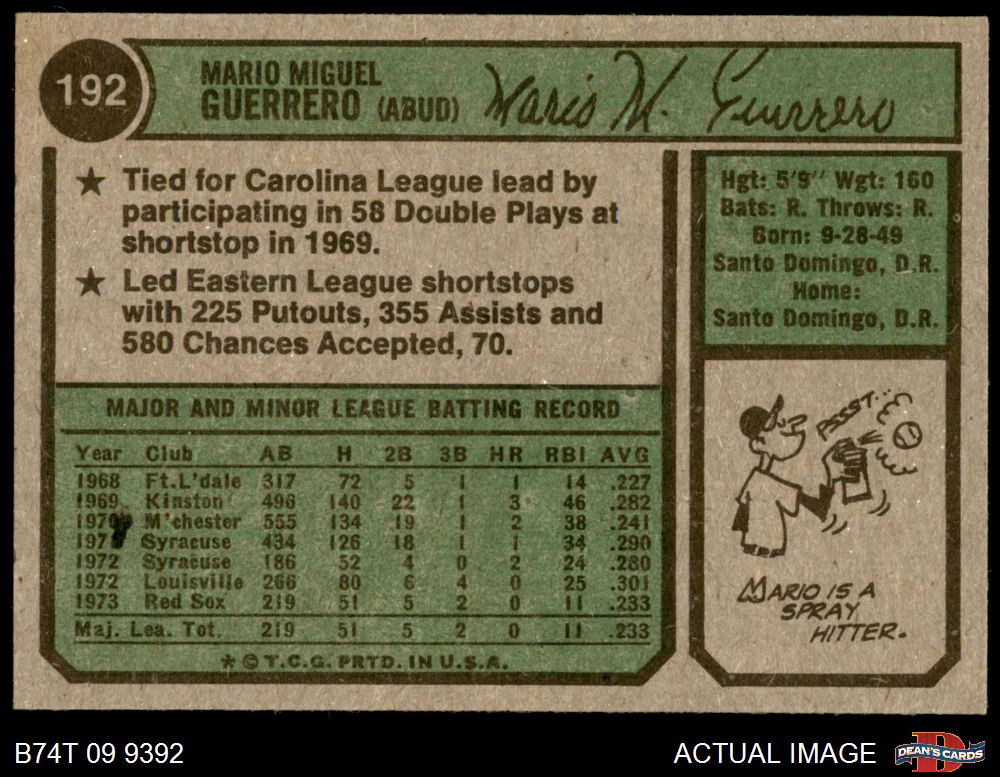 192
MARIO MIGUEL
GUERRERO (ABUD)
Mario M. Guerrero
★ Tied for Carolina League lead by
participating in 58 Double Plays at
shortstop in 1969.
★ Led Eastern League shortstops
with 225 Putouts, 355 Assists and
580 Chances Accepted, 70.
Hgt: 5'9" Wgt: 160
Bats: R. Throws: R.
Born: 9-28-49
Santo Domingo, D.R.
Home:
Santo Domingo, D.R.
MAJOR AND MINOR LEAGUE BATTING RECORD
Year Club AB H 2B 3B HR RBI AVG
1968 Ft.L'dale 317 72 5 1 1 14 .227
1969 Kinston 496 140 22 1 3 46 .282
1970 M'chester 555 134 19 1 2 38 .241
1971 Syracuse 434 126 18 1 1 34 .290
1972 Syracuse 186 52 4 0 2 24 .280
1972 Louisville 266 80 6 4 0 25 .301
1973 Red Sox 219 51 5 2 0 11 .233
Maj. Lea. Tot. 219 51 5 2 0 11 .233
★ © T.C.G. PRTD. IN U.S.A.
PSSST...
MARIO IS A
SPRAY
HITTER.
B74T 09 9392
ACTUAL IMAGE
DEAN'S CARDS